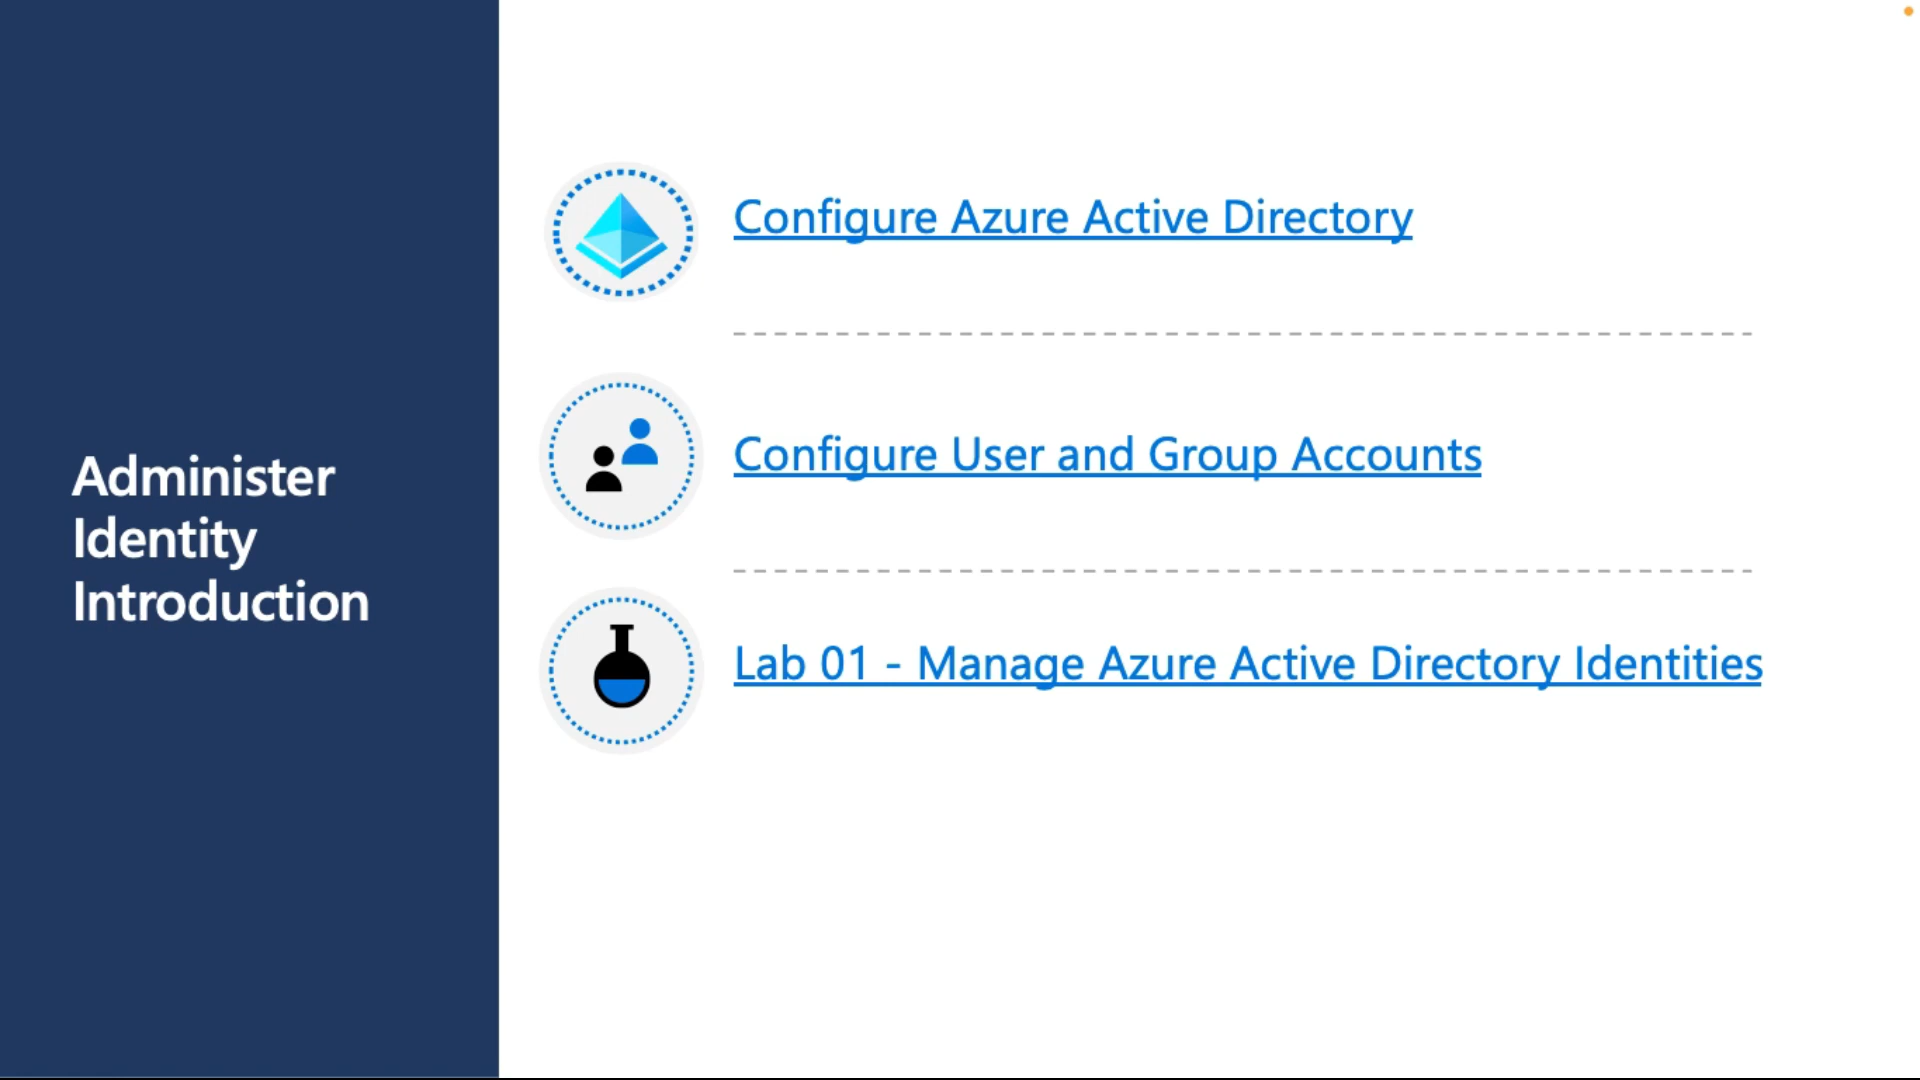 Administer
Identity
Introduction
Configure Azure Active Directory
Configure User and Group Accounts
Lab 01 - Manage Azure Active Directory Identities